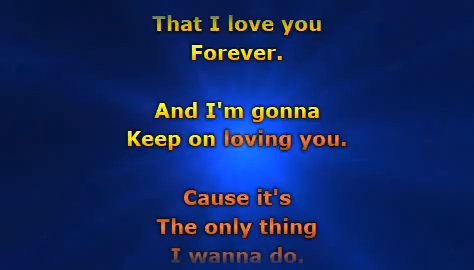 That I love you
Forever.
And I'm gonna
Keep on loving you.
Cause it's
The only thing
I wanna do.